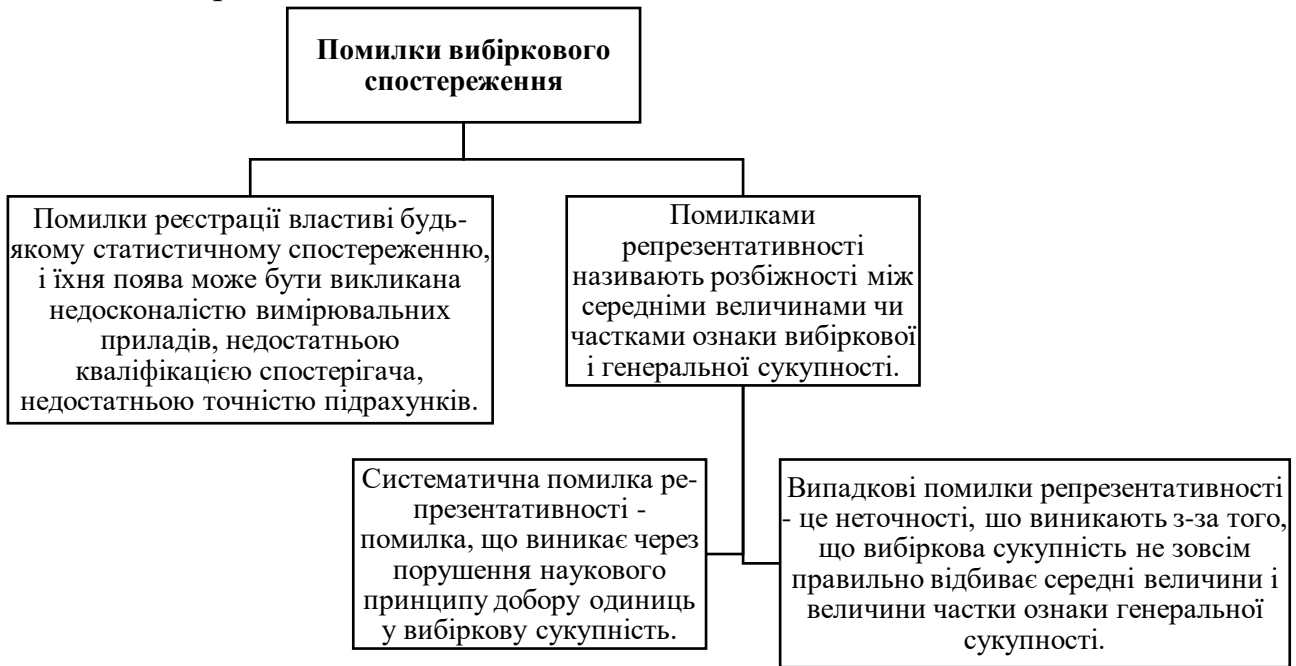 Помилки вибіркового
спостереження
Помилки реєстрації властиві будь-
якому статистичному спостереженню,
і їхня поява може бути викликана
недосконалістю вимірювальних
приладів, недостатньою
кваліфікацією спостерігача,
недостатньою точністю підрахунків.
Помилками
репрезентативності
називають розбіжності між
середніми величинами чи
частками ознаки вибіркової
і генеральної сукупності.
Систематична помилка ре-
презентативності -
помилка, що виникає через
порушення наукового
принципу добору одиниць
у вибіркову сукупність.
Випадкові помилки репрезентативності
- це неточності, шо виникають з-за того,
що вибіркова сукупність не зовсім
правильно відбиває середні величини і
величини частки ознаки генеральної
сукупності.